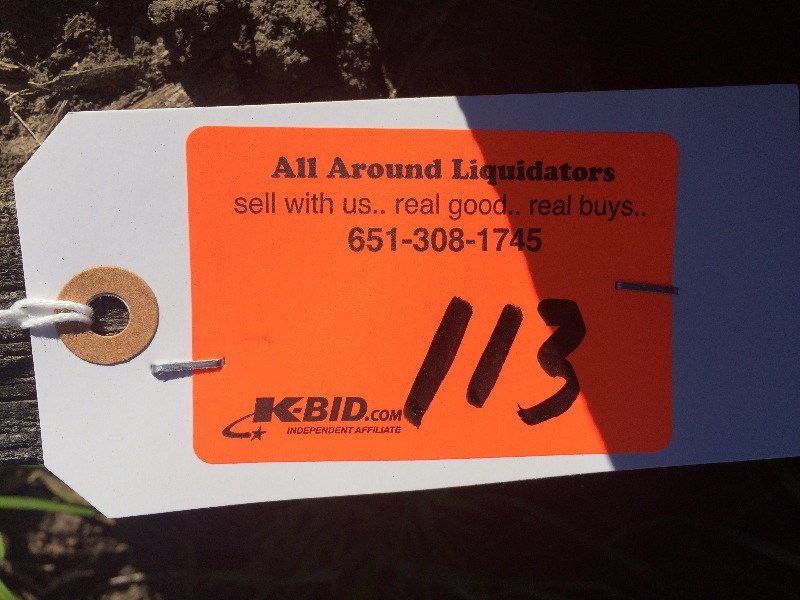 All Around Liquidators
sell with us.. real good.. real buys..
651-308-1745
113
K-BID.COM
INDEPENDENT AFFILIATE